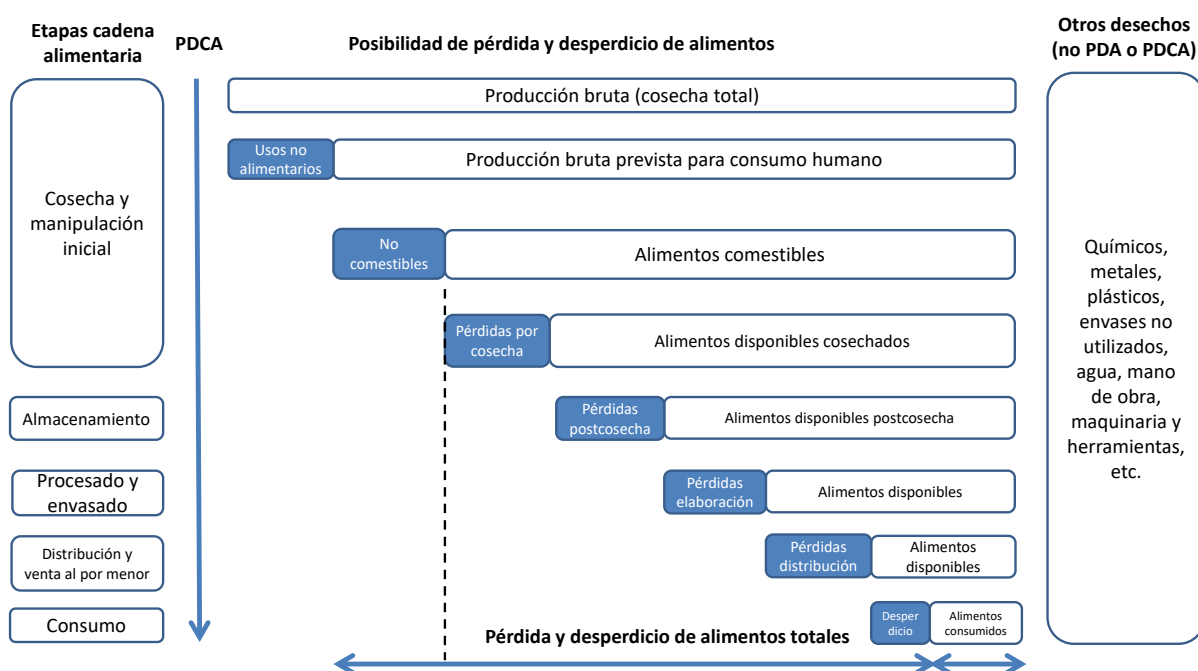 Etapas cadena
alimentaria
PDCA
Posibilidad de pérdida y desperdicio de alimentos
Otros desechos
(no PDA o PDCA)
Producción bruta (cosecha total)
Usos no
alimentarios
Producción bruta prevista para consumo humano
Cosecha y
manipulación
inicial
No
comestibles
Alimentos comestibles
Pérdidas por
cosecha
Alimentos disponibles cosechados
Almacenamiento
Pérdidas
postcosecha
Alimentos disponibles postcosecha
Procesado y
envasado
Pérdidas
elaboración
Alimentos disponibles
Distribución y
venta al por menor
Pérdidas
distribución
Alimentos
disponibles
Consumo
Desper
dicio
Alimentos
consumidos
Pérdida y desperdicio de alimentos totales
Químicos,
metales,
plásticos,
envases no
utilizados,
agua, mano
de obra,
maquinaria y
herramientas,
etc.